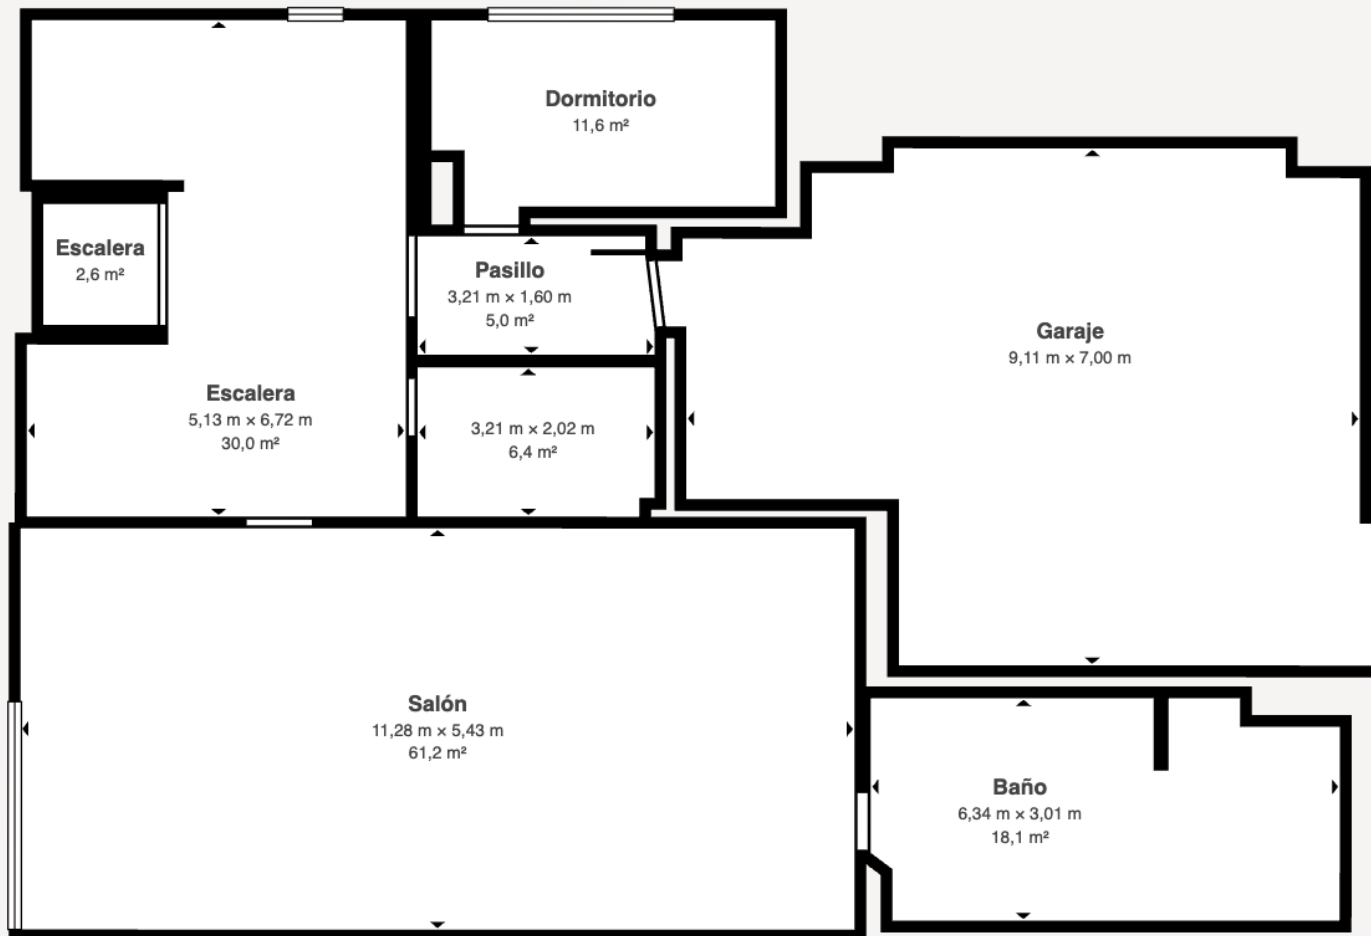 Dormitorio
11,6 m²
Escalera
2,6 m²
Pasillo
3,21 m × 1,60 m
5,0 m²
Garaje
9,11 m × 7,00 m
Escalera
5,13 m × 6,72 m
30,0 m²
3,21 m × 2,02 m
6,4 m²
Salón
11,28 m × 5,43 m
61,2 m²
Baño
6,34 m × 3,01 m
18,1 m²